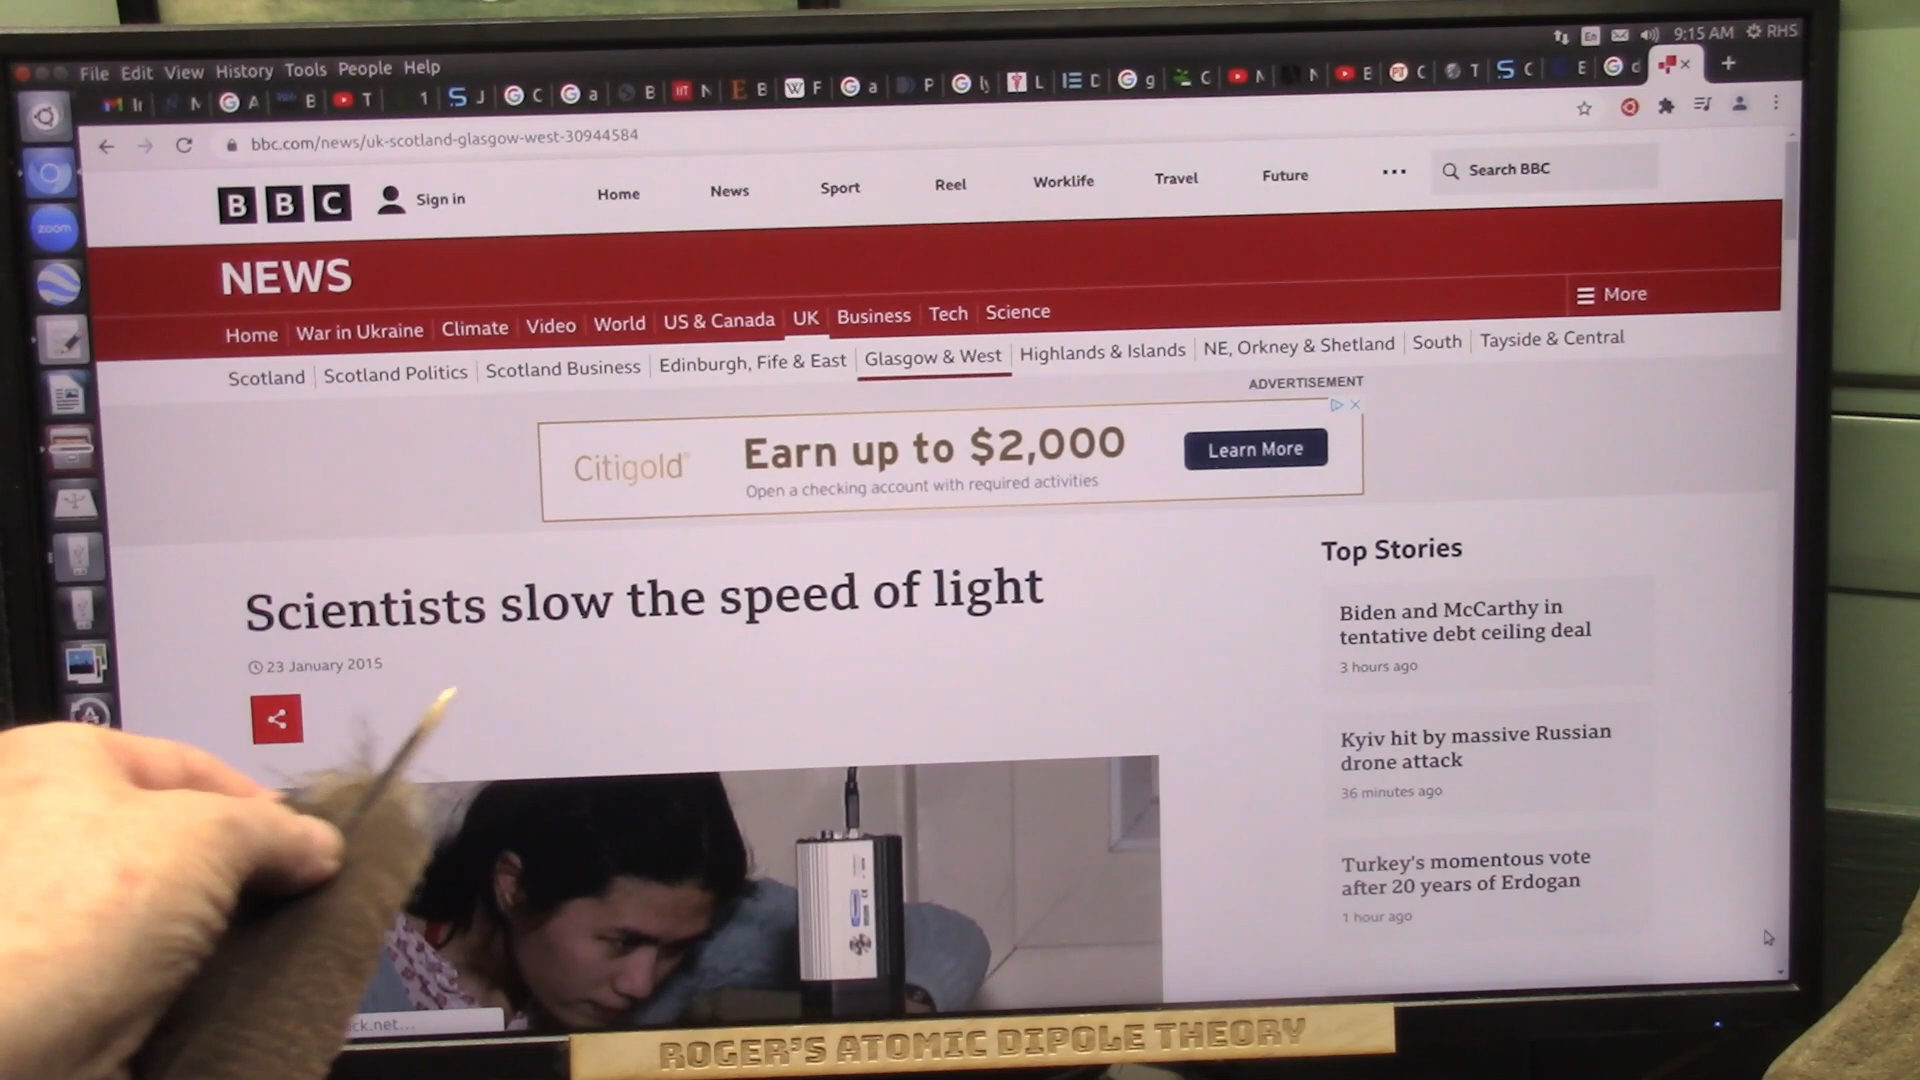 9:15 AM RHS
File Edit View History Tools People Help
bbc.com/news/uk-scotland-glasgow-west-30944584
BBC Sign in Home News Sport Reel Worklife Travel Future ... Search BBC
NEWS
More
Home War in Ukraine Climate Video World US & Canada UK Business Tech Science
Scotland Scotland Politics Scotland Business Edinburgh, Fife & East Glasgow & West Highlands & Islands NE, Orkney & Shetland South Tayside & Central
zoom
ADVERTISEMENT
Citigold
Earn up to $2,000
Open a checking account with required activities
Learn More
Scientists slow the speed of light
23 January 2015
Top Stories
Biden and McCarthy in
tentative debt ceiling deal
3 hours ago
Kyiv hit by massive Russian
drone attack
36 minutes ago
Turkey's momentous vote
after 20 years of Erdogan
1 hour ago
ck.net...
ROGER'S ATOMIC DIPOLE THEORY